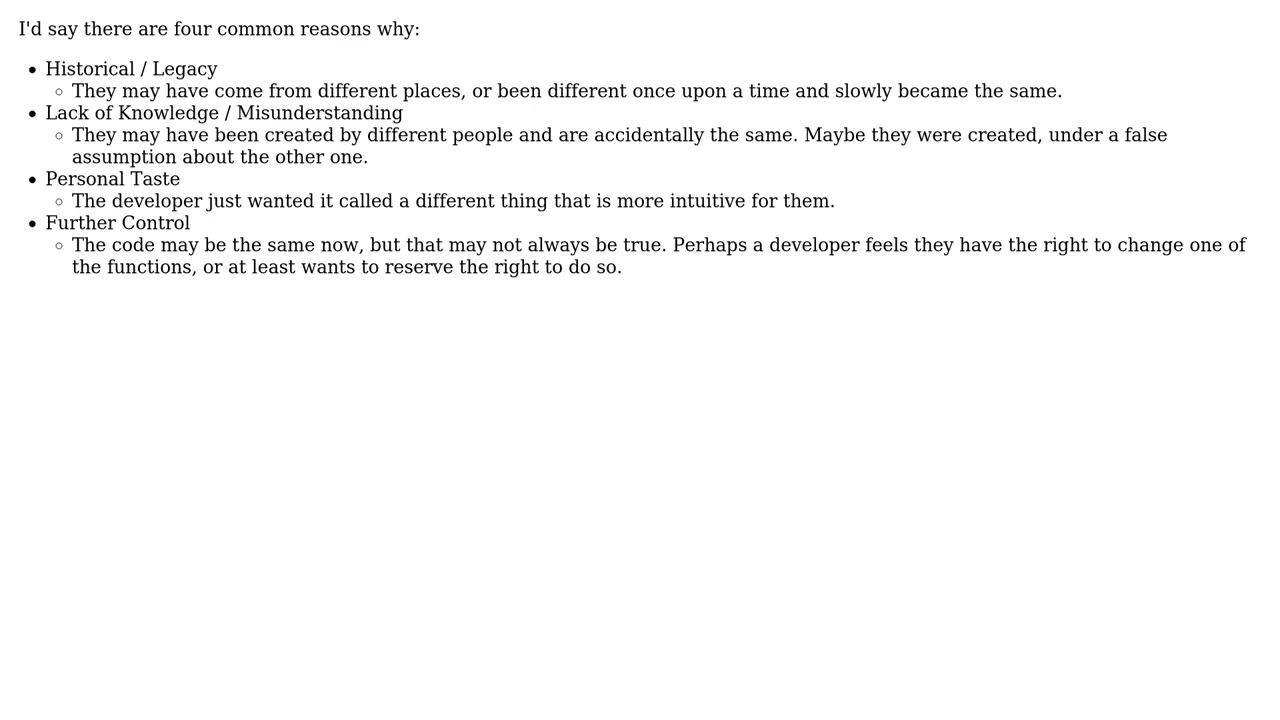 I'd say there are four common reasons why:
• Historical / Legacy
◦ They may have come from different places, or been different once upon a time and slowly became the same.
• Lack of Knowledge / Misunderstanding
◦ They may have been created by different people and are accidentally the same. Maybe they were created, under a false
assumption about the other one.
• Personal Taste
◦ The developer just wanted it called a different thing that is more intuitive for them.
• Further Control
◦ The code may be the same now, but that may not always be true. Perhaps a developer feels they have the right to change one of
the functions, or at least wants to reserve the right to do so.